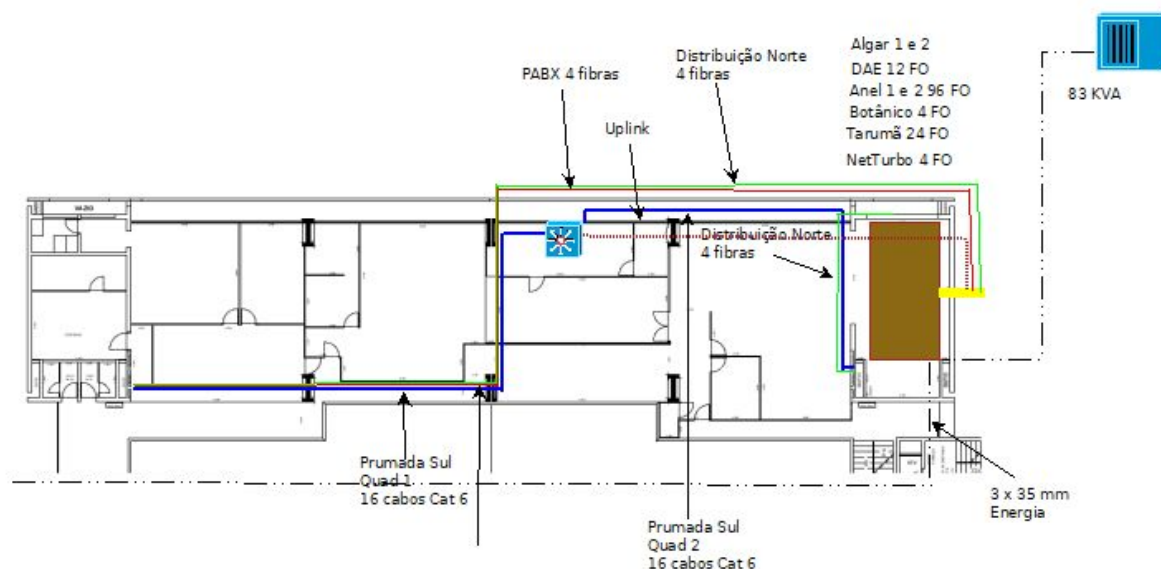 Algar 1 e 2
DAE 12 FO
Anel 1 e 2 96 FO
Botânico 4 FO
Tarumã 24 FO
NetTurbo 4 FO
83 KVA
Distribuição Norte
4 fibras
PABX 4 fibras
Uplink
VAZIO
Distribuição Norte
4 fibras
Prumada Sul
Quad 1
16 cabos Cat 6
Prumada Sul
Quad 2
16 cabos Cat 6
3 x 35 mm
Energia